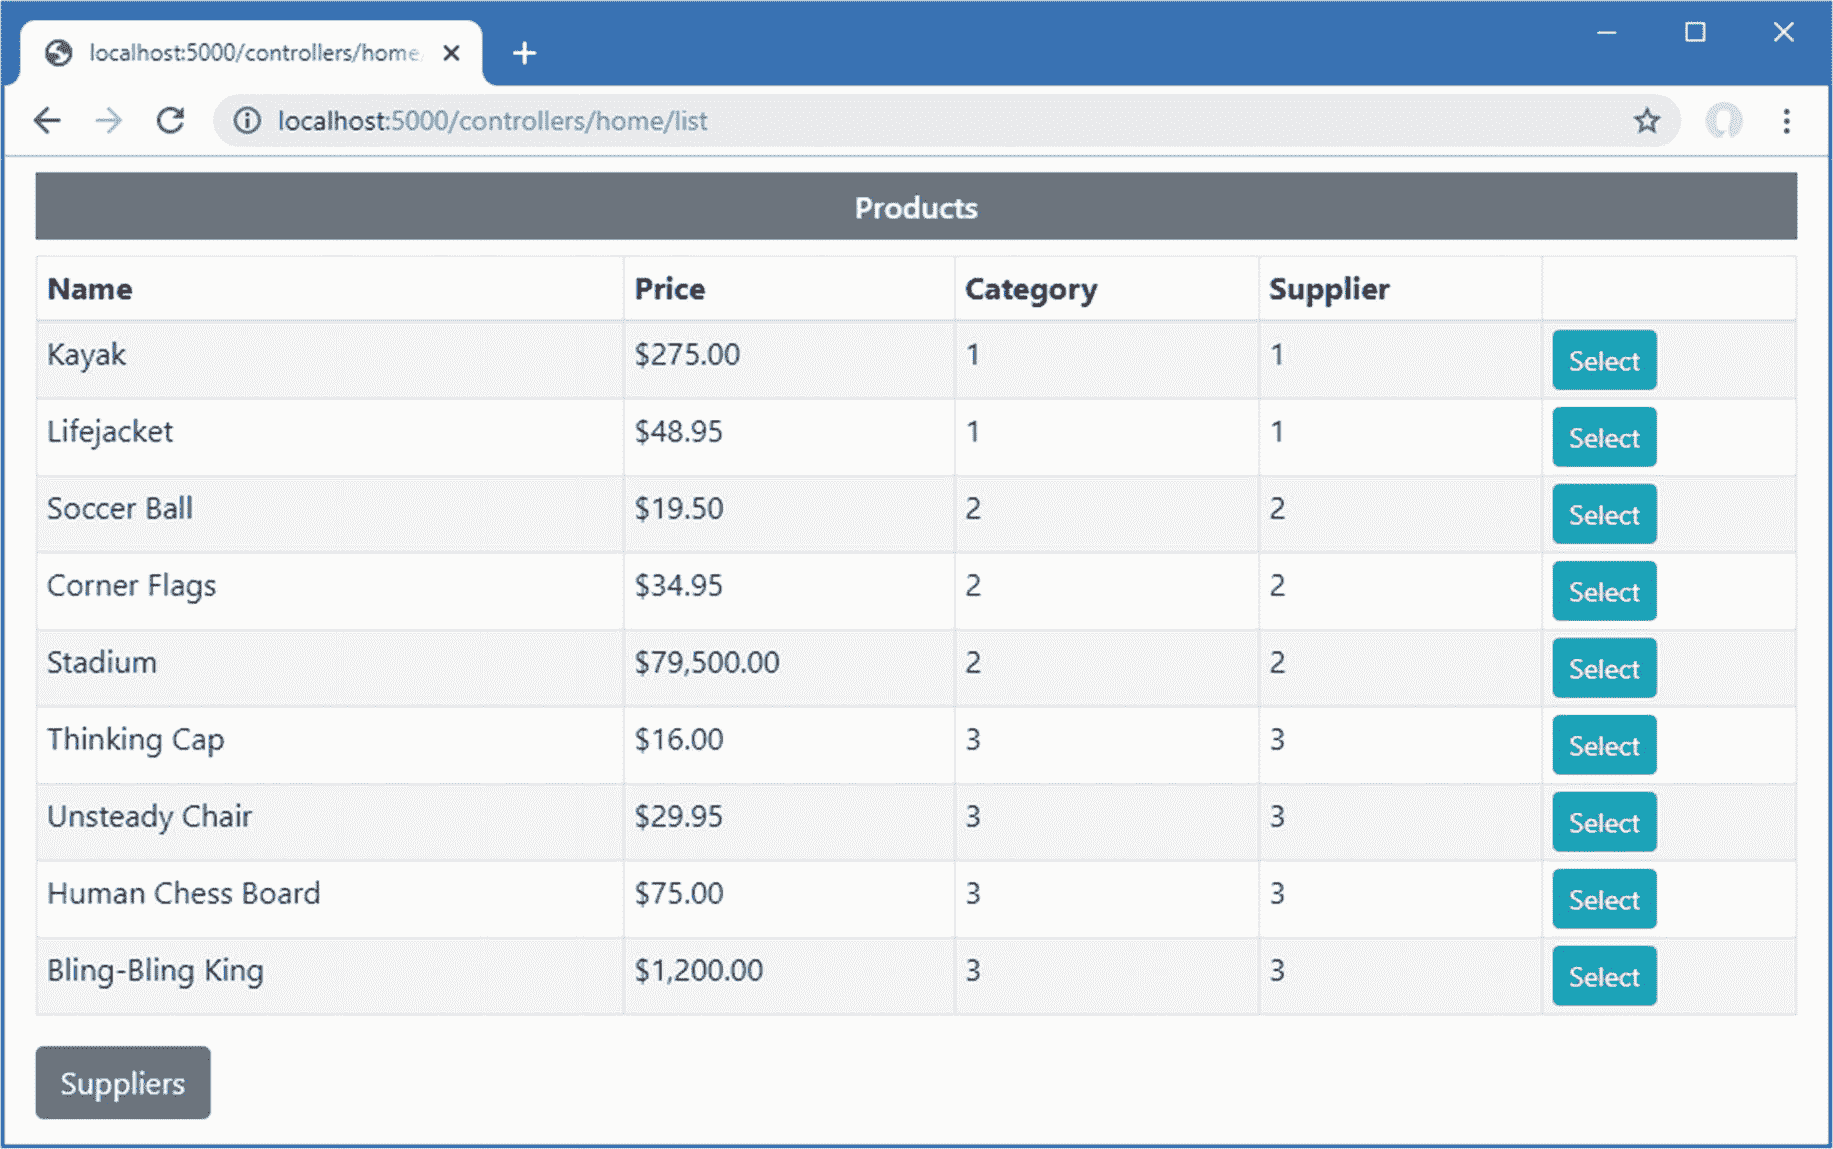 localhost:5000/controllers/home
localhost:5000/controllers/home/list
Products
Name Price Category Supplier
Kayak $275.00 1 1 Select
Lifejacket $48.95 1 1 Select
Soccer Ball $19.50 2 2 Select
Corner Flags $34.95 2 2 Select
Stadium $79,500.00 2 2 Select
Thinking Cap $16.00 3 3 Select
Unsteady Chair $29.95 3 3 Select
Human Chess Board $75.00 3 3 Select
Bling-Bling King $1,200.00 3 3 Select
Suppliers